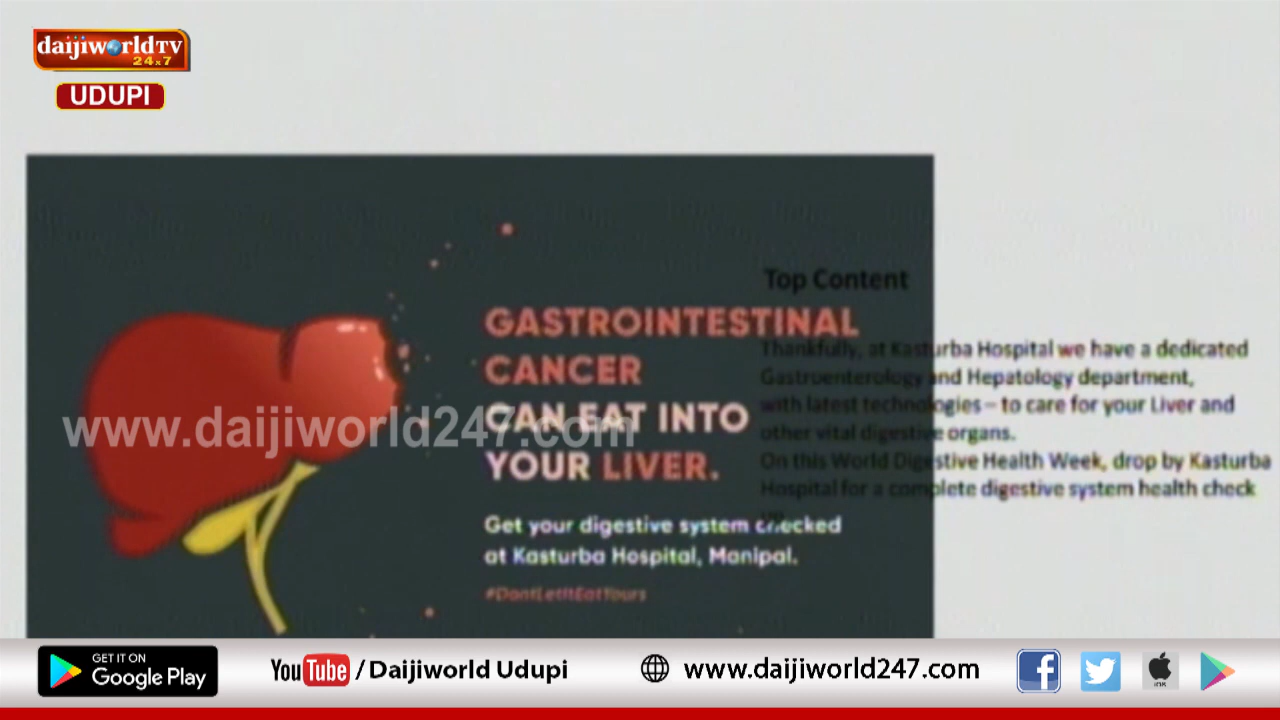 daijiworldTV
24x7
UDUPI
GASTROINTESTINAL
CANCER
CAN EAT INTO
YOUR LIVER.
Get your digestive system checked
at Kasturba Hospital, Manipal.
#DontLetItEatYours
Top Content
Thankfully, at Kasturba Hospital we have a dedicated
Gastroenterology and Hepatology department,
with latest technologies – to care for your Liver and
other vital digestive organs.
On this World Digestive Health Week, drop by Kasturba
Hospital for a complete digestive system health check
up.
www.daijiworld247.com
GET IT ON
Google Play
YouTube / Daijiworld Udupi
www.daijiworld247.com